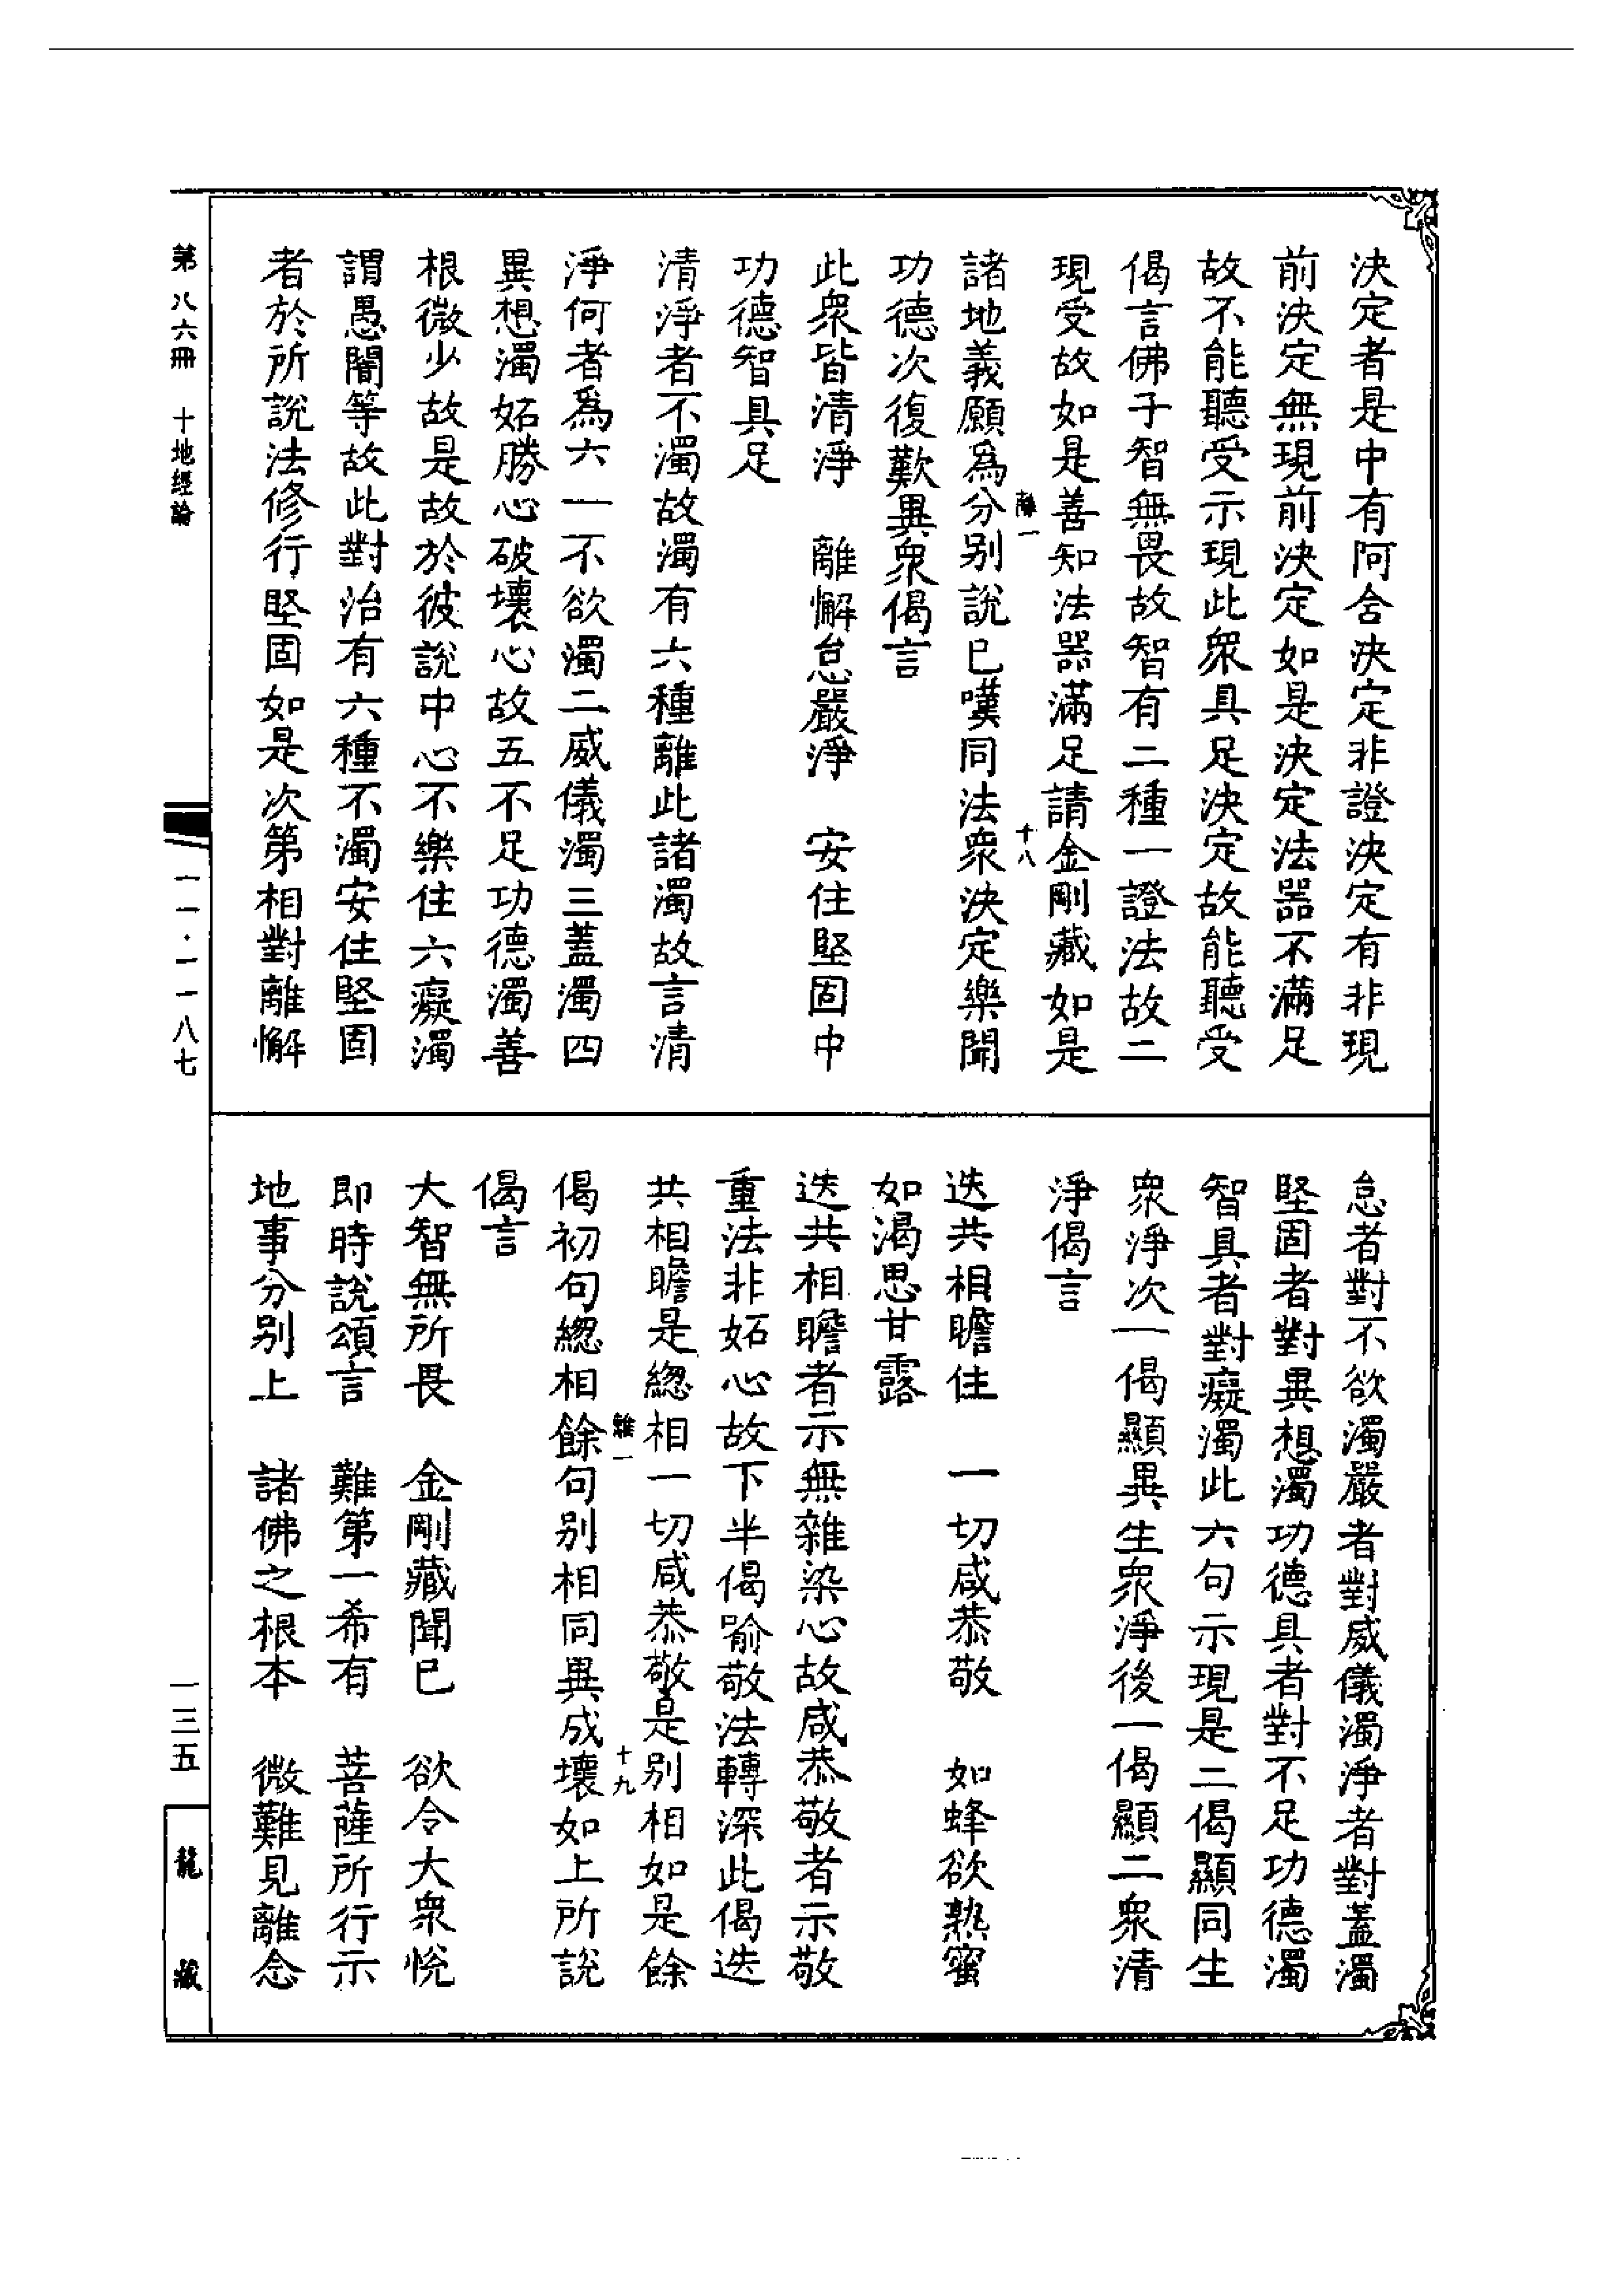 決定者是中有阿含決定非證決定有非現
前決定無現前決定如是決定法器不滿足
故不能聽受示現此衆具足決定故能聽受
偈言佛子智無畏故智有二種一證法故二
現受故如是善知法器滿足請金剛藏如是
離一
十八
諸地義願爲分別說已嘆同法衆決定樂聞
功德次復歎異衆偈言
此衆皆清淨 離懈怠嚴淨 安住堅固中
功德智具足
清淨者不濁故濁有六種離此諸濁故言清
淨何者爲六一不欲濁二威儀濁三蓋濁四
異想濁妬勝心破壞心故五不足功德濁善
根微少故是故於彼說中心不樂住六癡濁
謂愚闇等故此對治有六種不濁安住堅固
者於所說法修行堅固如是次第相對離懈
怠者對不欲濁嚴者對威儀濁淨者對蓋濁
堅固者對異想濁功德具者對不足功德濁
智具者對癡濁此六句示現是二偈顯同生
衆淨次一偈顯異生衆淨後一偈顯二衆清
淨偈言
迭共相瞻住 一切咸恭敬 如蜂欲熟蜜
如渴思甘露
迭共相瞻者示無雜染心故咸恭敬者示敬
重法非妬心故下半偈喻敬法轉深此偈迭
共相瞻是總相一切咸恭敬是別相如是餘
離一
十九
偈初句總相餘句別相同異成壞如上所說
偈言
大智無所畏 金剛藏聞已 欲令大衆悅
即時說頌言 難第一希有 菩薩所行示
地事分別上 諸佛之根本 微難見離念
第八六冊 十地經論
一一·一一八七
一三五
龍藏